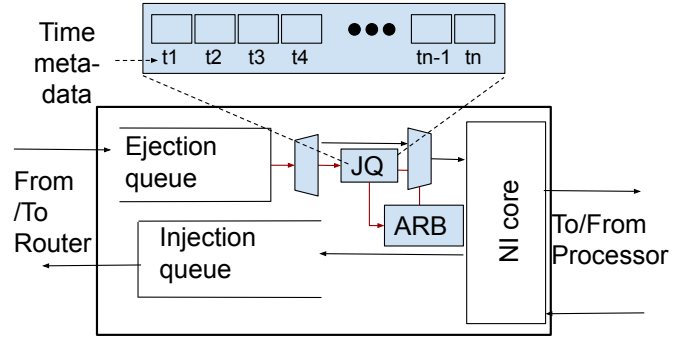 Time
meta-
data
t1 t2 t3 t4 tn-1 tn
Ejection
queue
JQ
ARB
NI core
From
/To
Router
Injection
queue
To/From
Processor